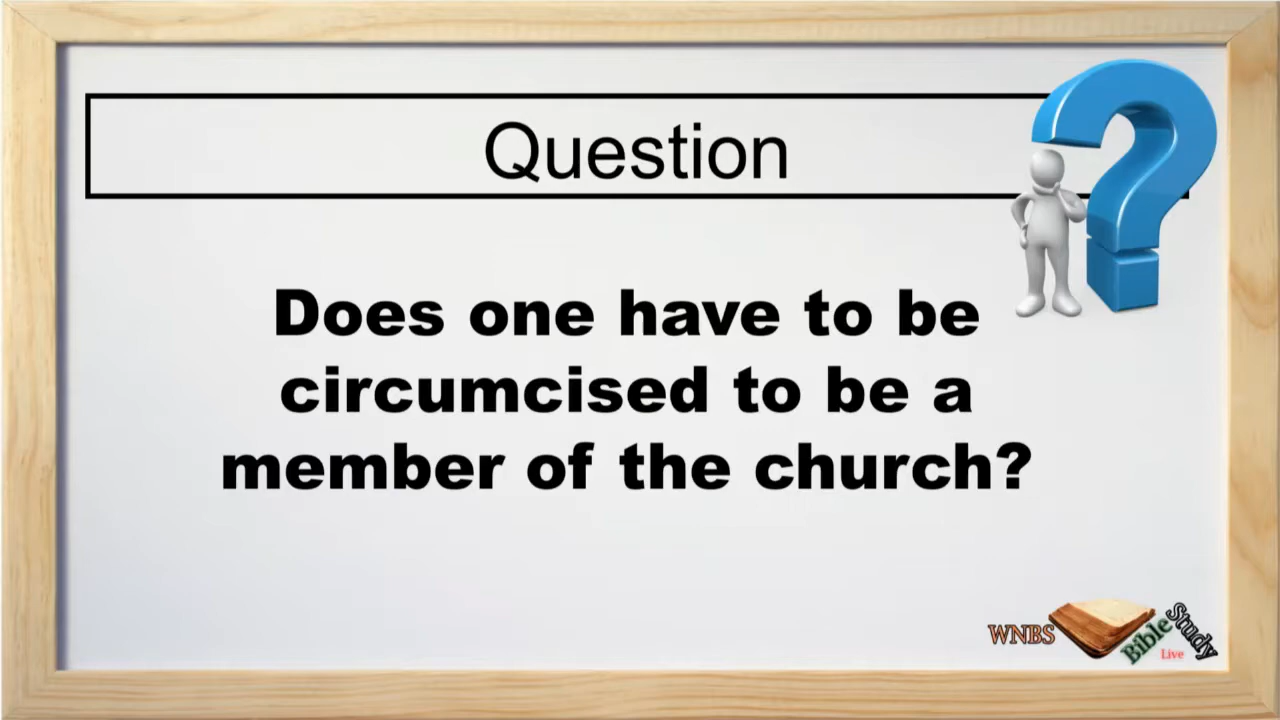 Question
Does one have to be
circumcised to be a
member of the church?
WNBS
Bible
Study
Live